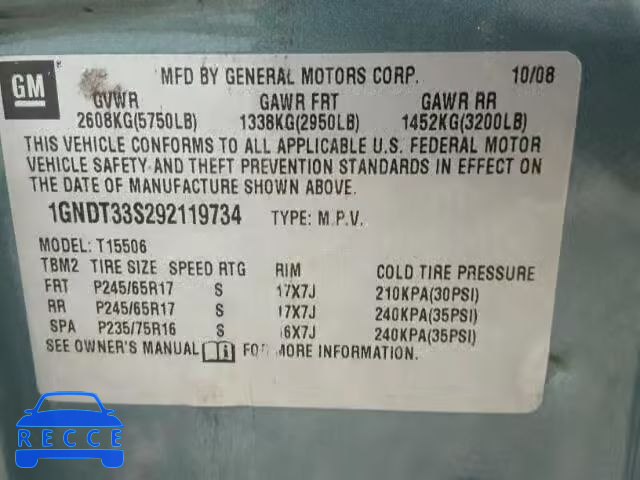 GM
MFD BY GENERAL MOTORS CORP. 10/08
GVWR GAWR FRT GAWR RR
2608KG(5750LB) 1338KG(2950LB) 1452KG(3200LB)
THIS VEHICLE CONFORMS TO ALL APPLICABLE U.S. FEDERAL MOTOR
VEHICLE SAFETY AND THEFT PREVENTION STANDARDS IN EFFECT ON
THE DATE OF MANUFACTURE SHOWN ABOVE.
1GNDT33S292119734 TYPE: M.P.V.
MODEL: T15506
TBM2 TIRE SIZE SPEED RTG RIM COLD TIRE PRESSURE
FRT P245/65R17 S 17X7J 210KPA(30PSI)
RR P245/65R17 S 17X7J 240KPA(35PSI)
SPA P235/75R16 S 16X7J 240KPA(35PSI)
SEE OWNER'S MANUAL FOR MORE INFORMATION.
RECCE